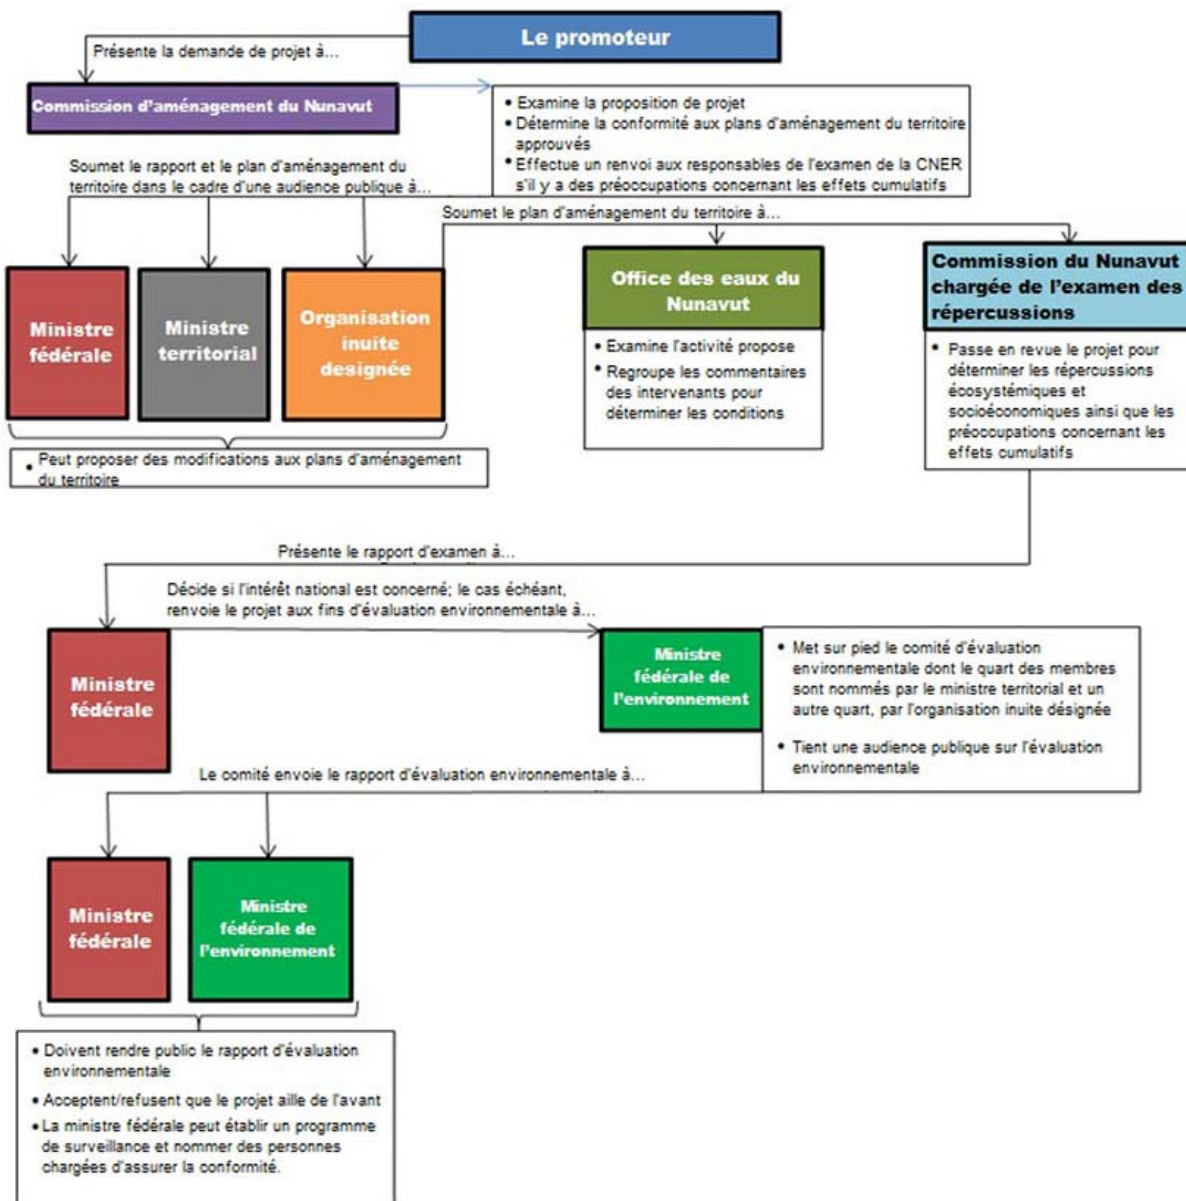 Le promoteur
Présente la demande de projet à...
Commission d'aménagement du Nunavut
• Examine la proposition de projet
• Détermine la conformité aux plans d'aménagement du territoire
approuvés
• Effectue un renvoi aux responsables de l'examen de la CNER
s'il y a des préoccupations concernant les effets cumulatifs
Soumet le rapport et le plan d'aménagement du
territoire dans le cadre d'une audience publique à...
Soumet le plan d'aménagement du territoire à...
Ministre
fédérale
Ministre
territorial
Organisation
inuite
designée
• Peut proposer des modifications aux plans d'aménagement
du territoire
Office des eaux du
Nunavut
• Examine l'activité propose
• Regroupe les commentaires
des intervenants pour
déterminer les conditions
Commission du Nunavut
chargée de l'examen des
répercussions
• Passe en revue le projet pour
déterminer les répercussions
écosystémiques et
socioéconomiques ainsi que les
préoccupations concernant les
effets cumulatifs
Présente le rapport d'examen à...
Décide si l'intérêt national est concerné; le cas échéant,
renvoie le projet aux fins d'évaluation environnementale à...
Ministre
fédérale
Ministre
fédérale de
l'environnement
• Met sur pied le comité d'évaluation
environnementale dont le quart des membres
sont nommés par le ministre territorial et un
autre quart, par l'organisation inuite désignée
• Tient une audience publique sur l'évaluation
environnementale
Le comité envoie le rapport d'évaluation environnementale à...
Ministre
fédérale
Ministre
fédérale de
l'environnement
• Doivent rendre public le rapport d'évaluation
environnementale
• Acceptent/refusent que le projet aille de l'avant
• La ministre fédérale peut établir un programme
de surveillance et nommer des personnes
chargées d'assurer la conformité.